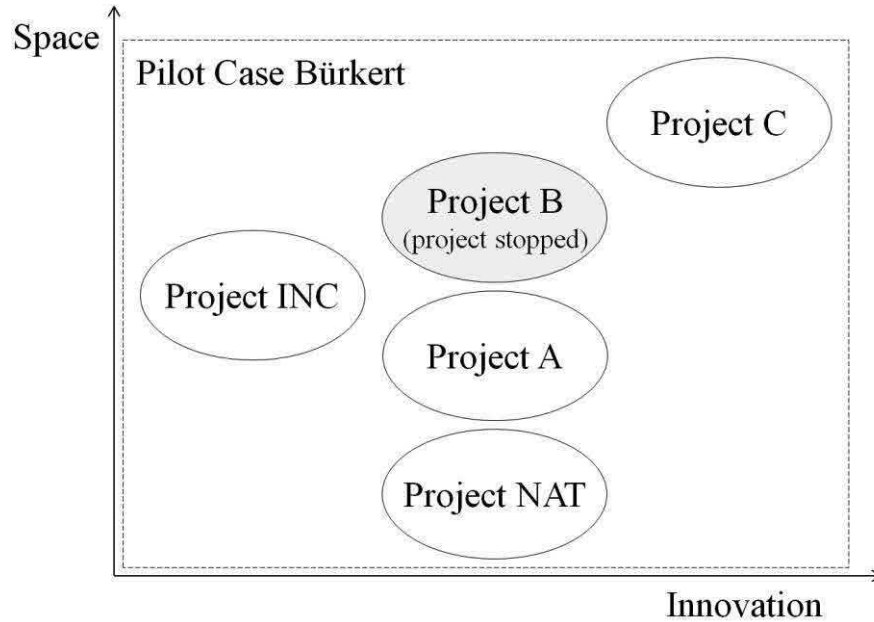 Space
Pilot Case Bürkert
Project C
Project B
(project stopped)
Project INC
Project A
Project NAT
Innovation